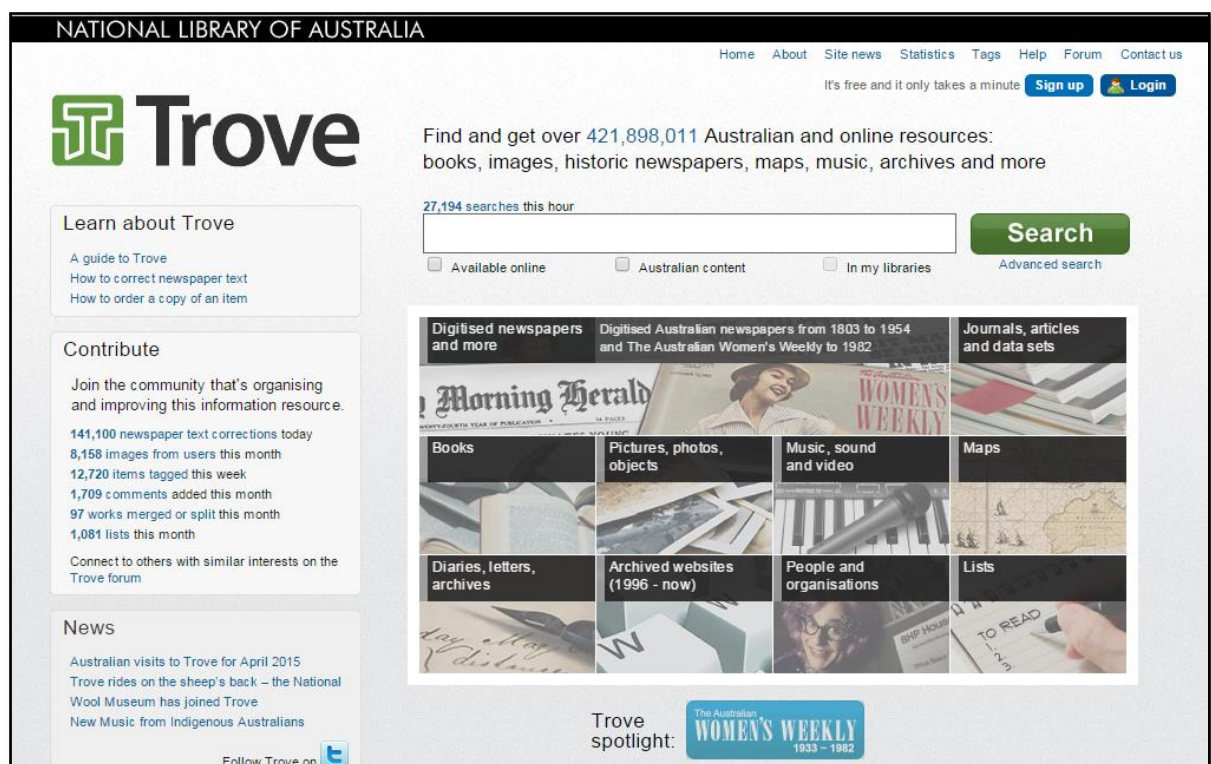 NATIONAL LIBRARY OF AUSTRALIA
Home About Site news Statistics Tags Help Forum Contact us
It's free and it only takes a minute Sign up Login
Trove
Find and get over 421,898,011 Australian and online resources:
books, images, historic newspapers, maps, music, archives and more
27,194 searches this hour
Search
Available online Australian content In my libraries Advanced search
Learn about Trove
A guide to Trove
How to correct newspaper text
How to order a copy of an item
Contribute
Join the community that's organising
and improving this information resource.
141,100 newspaper text corrections today
8,158 images from users this month
12,720 items tagged this week
1,709 comments added this month
97 works merged or split this month
1,081 lists this month
Connect to others with similar interests on the
Trove forum
News
Australian visits to Trove for April 2015
Trove rides on the sheep's back – the National
Wool Museum has joined Trove
New Music from Indigenous Australians
Follow Trove on
Digitised newspapers
and more
Digitised Australian newspapers from 1803 to 1954
and The Australian Women's Weekly to 1982
Morning Herald
WOMEN'S
WEEKLY
Journals, articles
and data sets
Books
Pictures, photos,
objects
Music, sound
and video
Maps
Diaries, letters,
archives
day May
distance
Archived websites
(1996 - now)
W
W
People and
organisations
BHP HOUSE
Lists
TO READ
1.
2.
3.
Trove
spotlight:
The Australian
WOMEN'S WEEKLY
1933 – 1982